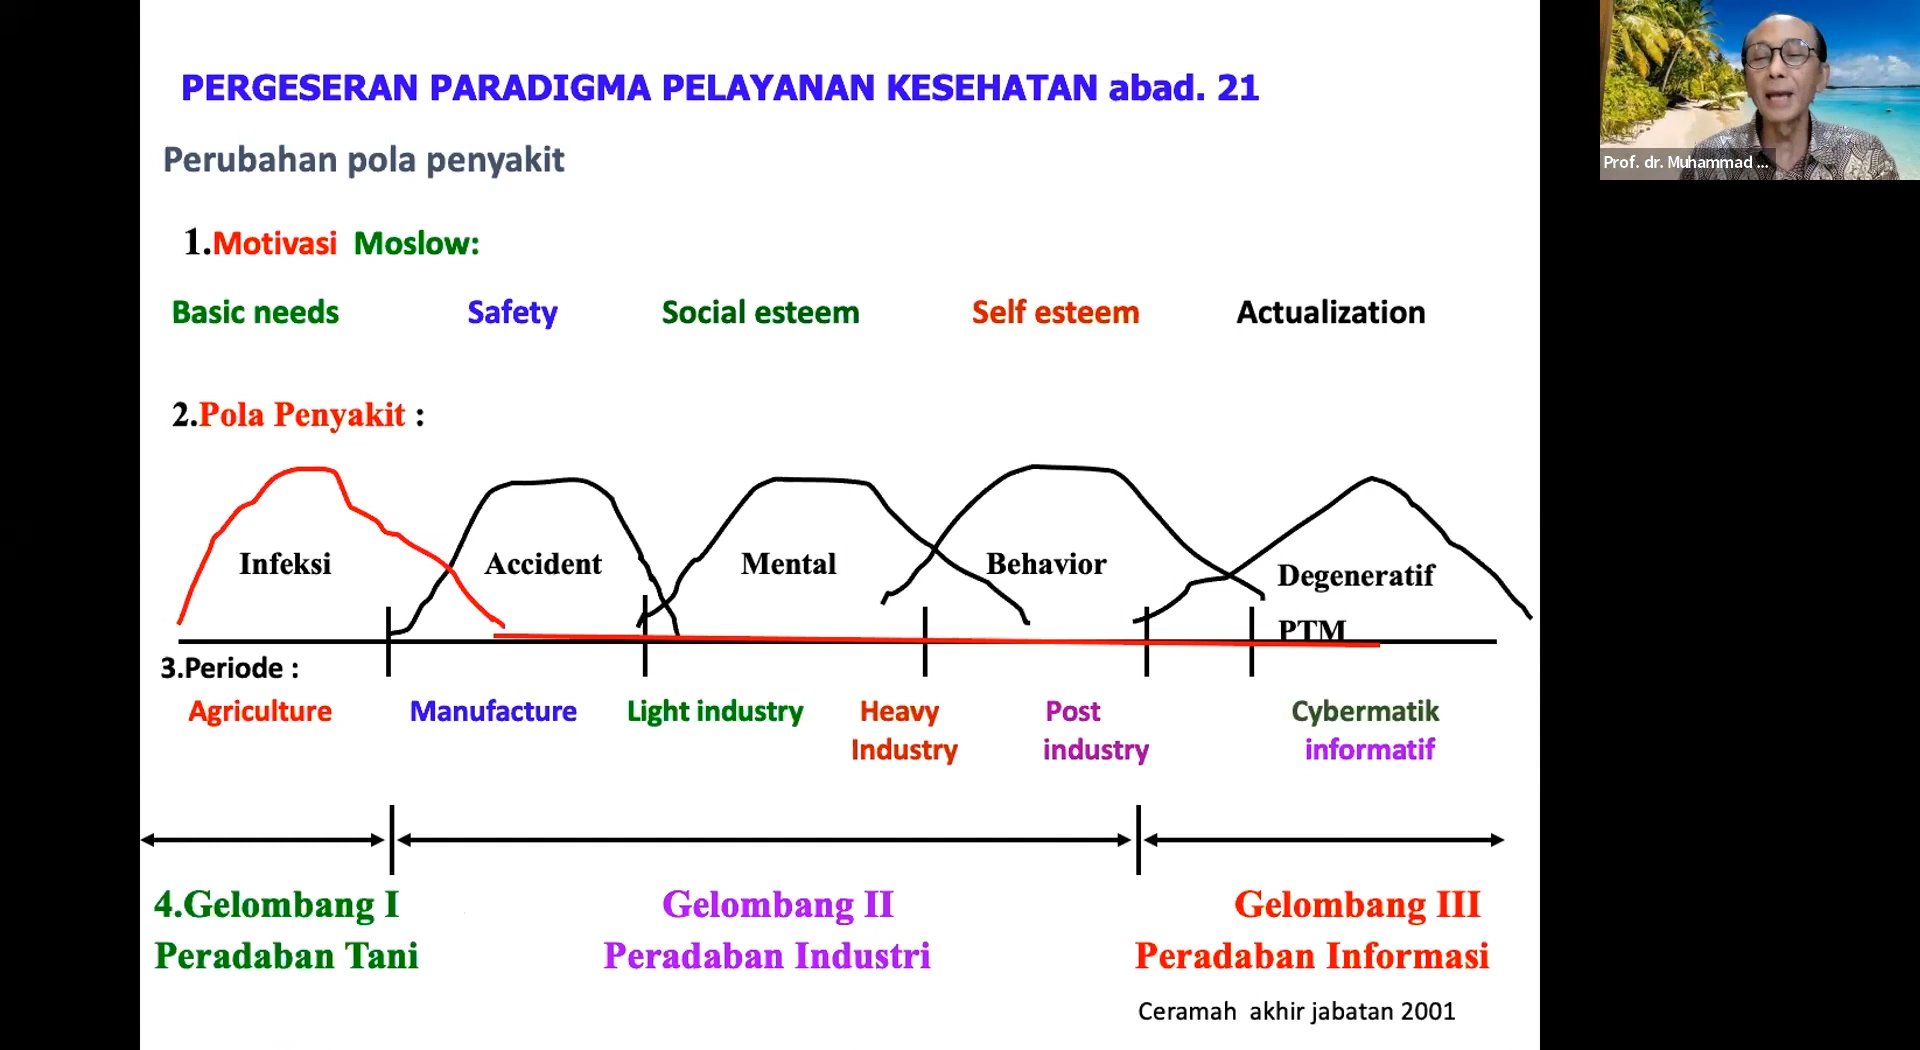 PERGESERAN PARADIGMA PELAYANAN KESEHATAN abad. 21
Prof. dr. Muhammad ...
Perubahan pola penyakit
1.Motivasi Moslow:
Basic needs Safety Social esteem Self esteem Actualization
2.Pola Penyakit :
Infeksi Accident Mental Behavior Degeneratif
PTM
3.Periode :
Agriculture Manufacture Light industry Heavy Post Cybermatik
Industry industry informatif
4.Gelombang I Gelombang II Gelombang III
Peradaban Tani Peradaban Industri Peradaban Informasi
Ceramah akhir jabatan 2001